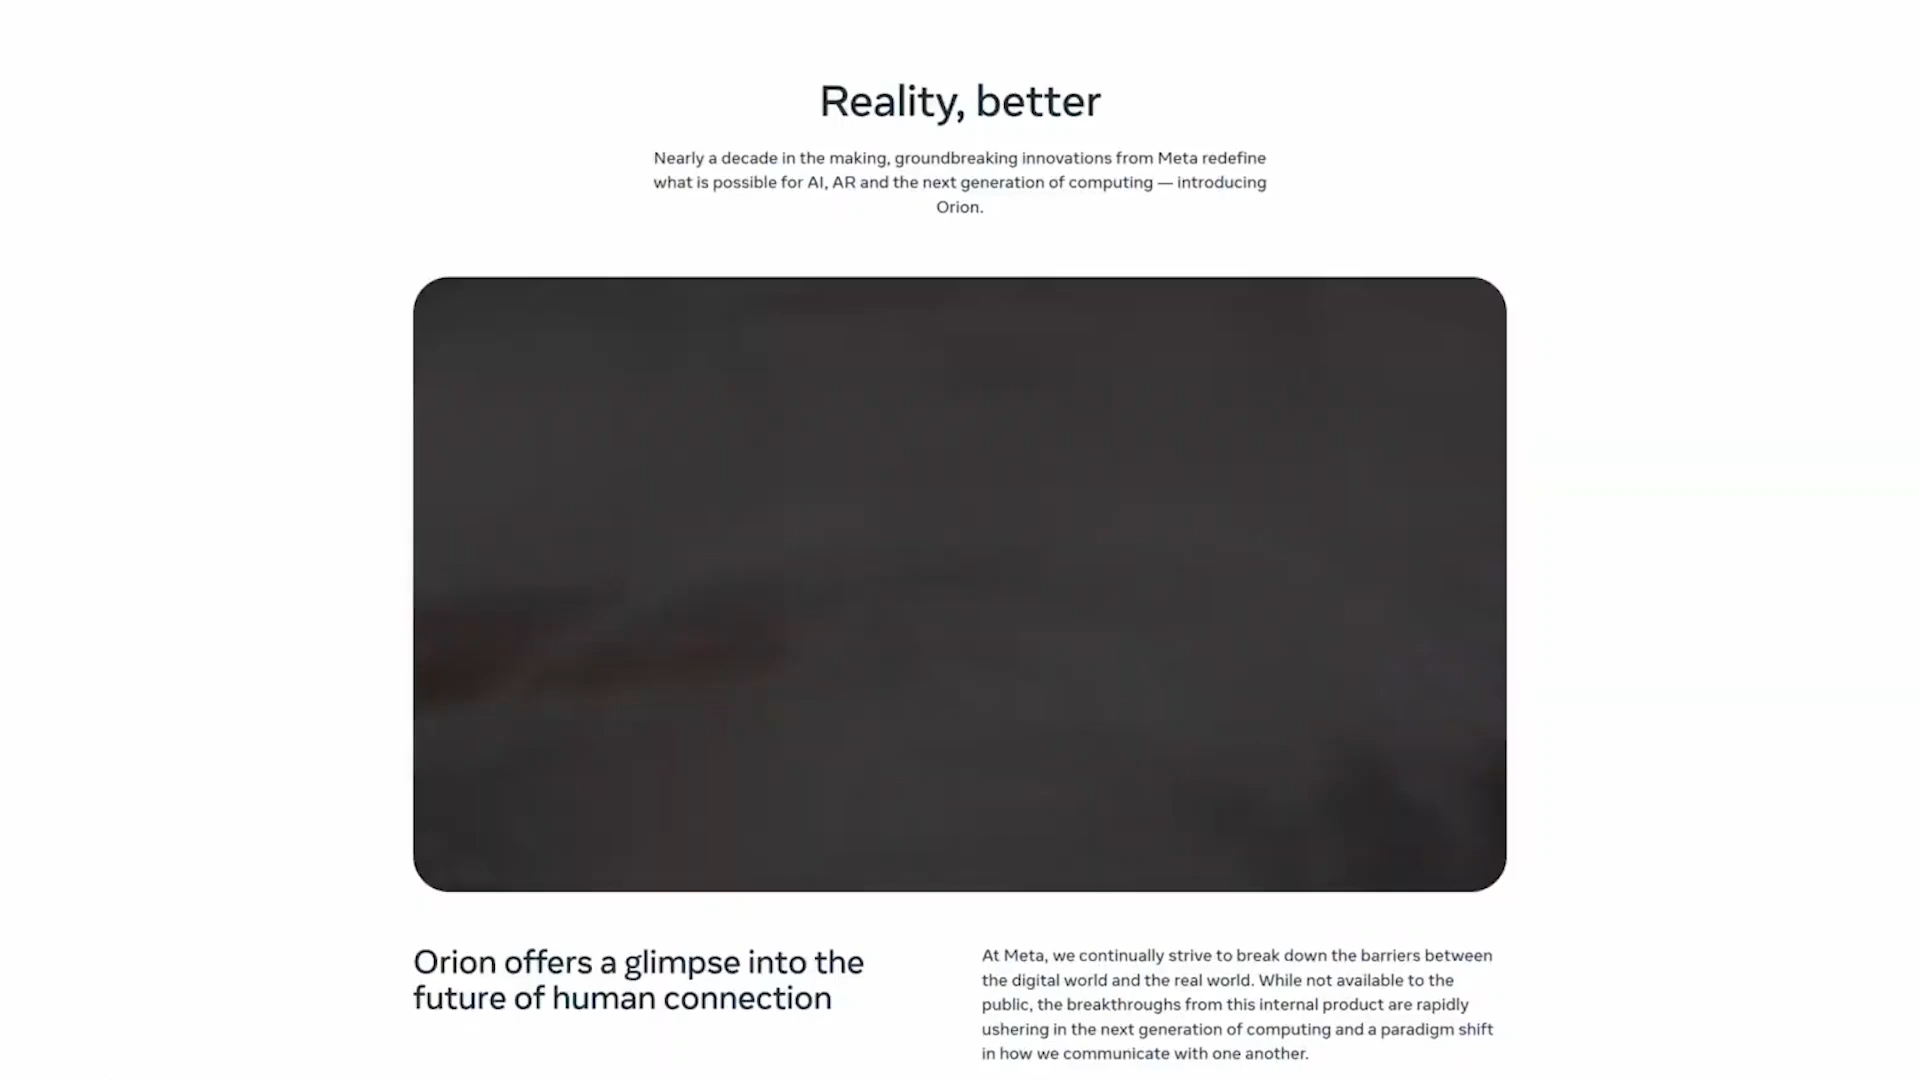 Reality, better
Nearly a decade in the making, groundbreaking innovations from Meta redefine
what is possible for AI, AR and the next generation of computing — introducing
Orion.
Orion offers a glimpse into the
future of human connection
At Meta, we continually strive to break down the barriers between
the digital world and the real world. While not available to the
public, the breakthroughs from this internal product are rapidly
ushering in the next generation of computing and a paradigm shift
in how we communicate with one another.